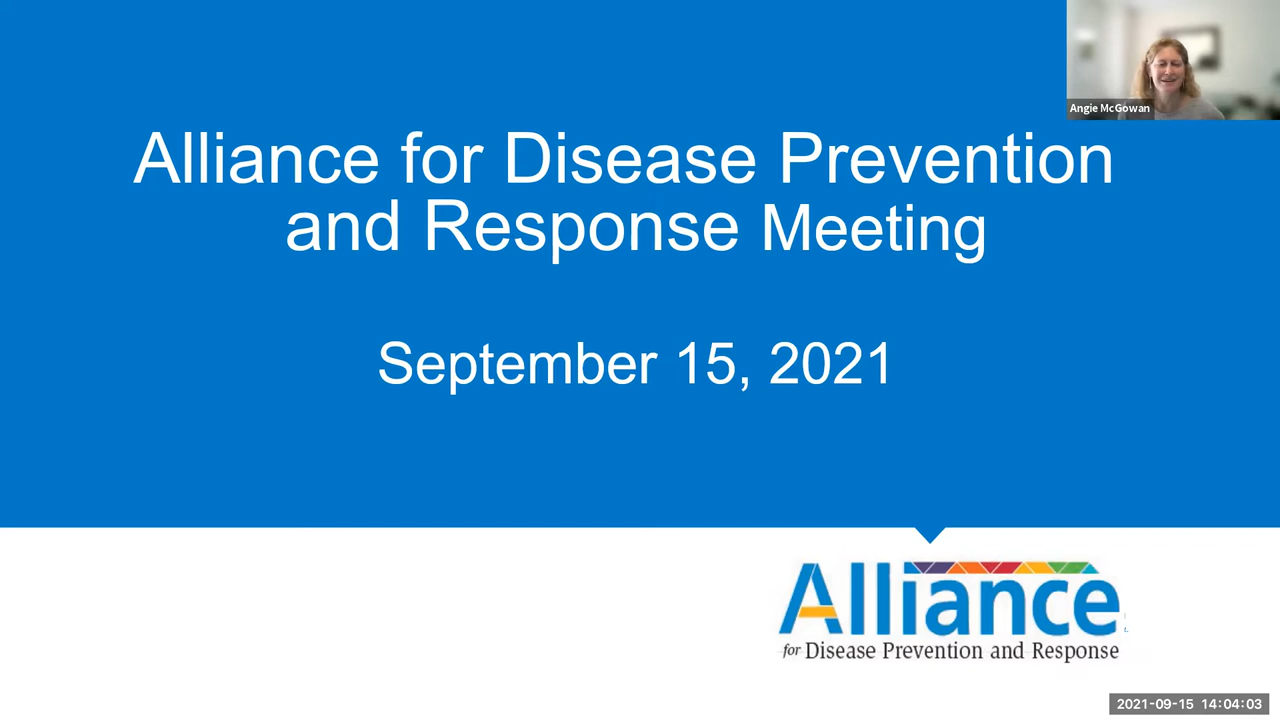 Angie McGowan
Alliance for Disease Prevention
and Response Meeting
September 15, 2021
Alliance
for Disease Prevention and Response
2021-09-15 14:04:03